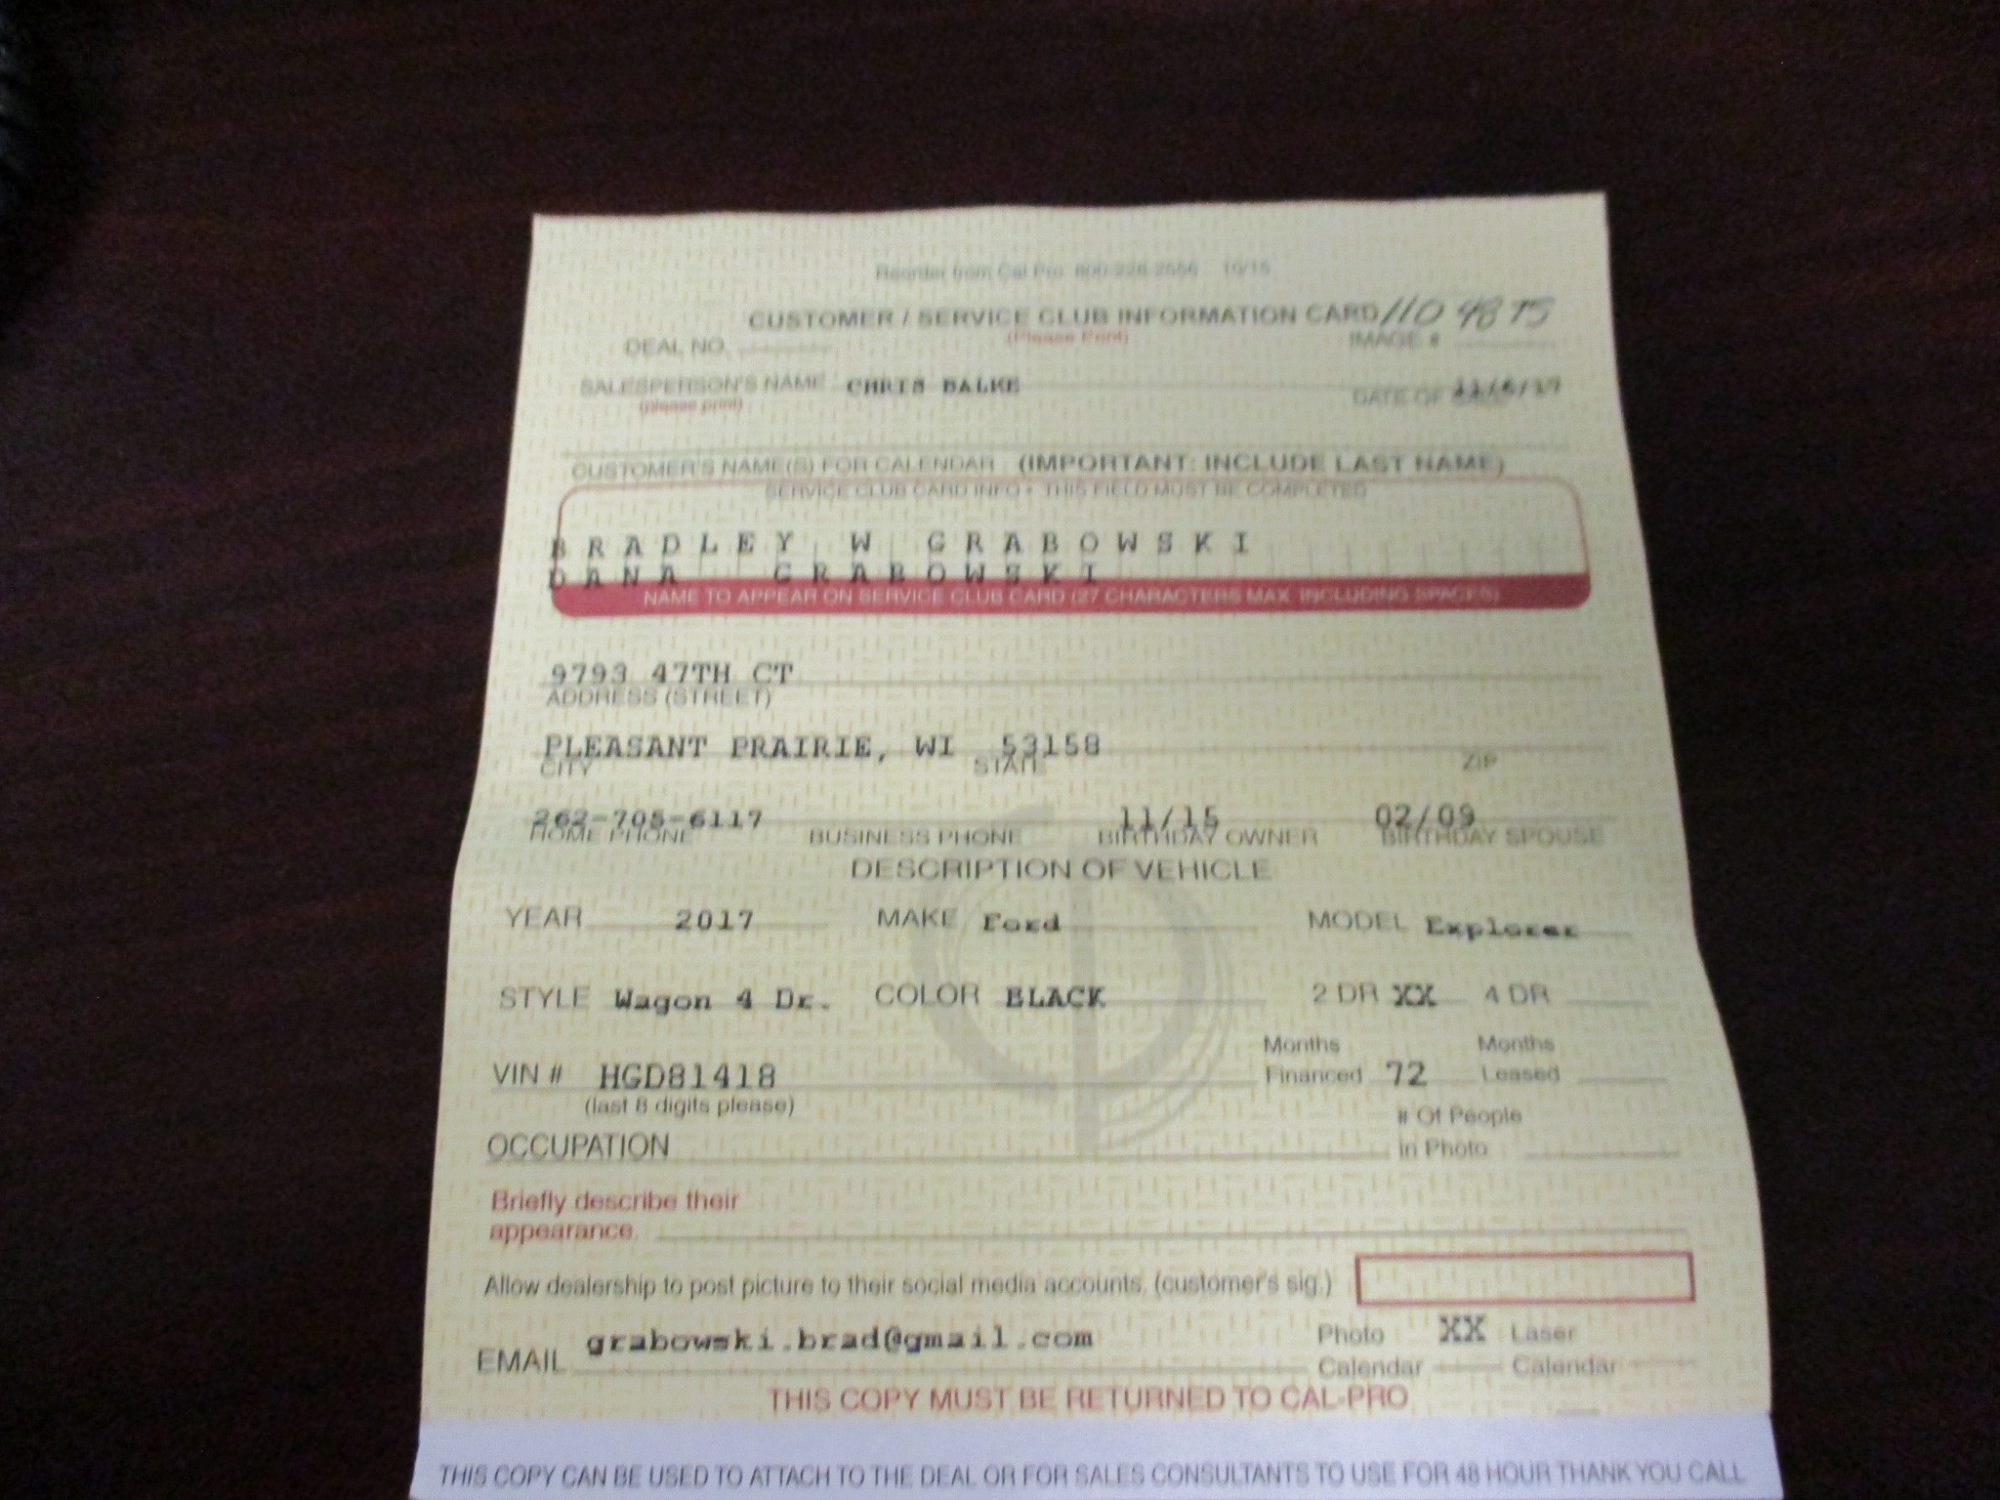 Reorder from Cal Pro 800-226-2556 10/15
CUSTOMER / SERVICE CLUB INFORMATION CARD 110 4875
(Please Print)
DEAL NO. IMAGE #
SALESPERSON'S NAME CHRIS BALKE DATE OF 11/6/17
(please print)
CUSTOMER'S NAME(S) FOR CALENDAR (IMPORTANT: INCLUDE LAST NAME)
SERVICE CLUB CARD INFO • THIS FIELD MUST BE COMPLETED
BRADLEY W GRABOWSKI
DANA GRABOWSKI
NAME TO APPEAR ON SERVICE CLUB CARD (27 CHARACTERS MAX INCLUDING SPACES)
9793 47TH CT
ADDRESS (STREET)
PLEASANT PRAIRIE, WI 53158
CITY STATE ZIP
262-705-6117 11/15 02/09
HOME PHONE BUSINESS PHONE BIRTHDAY OWNER BIRTHDAY SPOUSE
DESCRIPTION OF VEHICLE
YEAR 2017 MAKE Ford MODEL Explorer
STYLE Wagon 4 Dr. COLOR BLACK 2 DR XX 4 DR
Months Months
VIN # HGD81418 Financed 72 Leased
(last 8 digits please)
# Of People
OCCUPATION in Photo
Briefly describe their
appearance.
Allow dealership to post picture to their social media accounts. (customer's sig.)
grabowski.brad@gmail.com Photo XX Laser
EMAIL Calendar Calendar
THIS COPY MUST BE RETURNED TO CAL-PRO
THIS COPY CAN BE USED TO ATTACH TO THE DEAL OR FOR SALES CONSULTANTS TO USE FOR 48 HOUR THANK YOU CALL